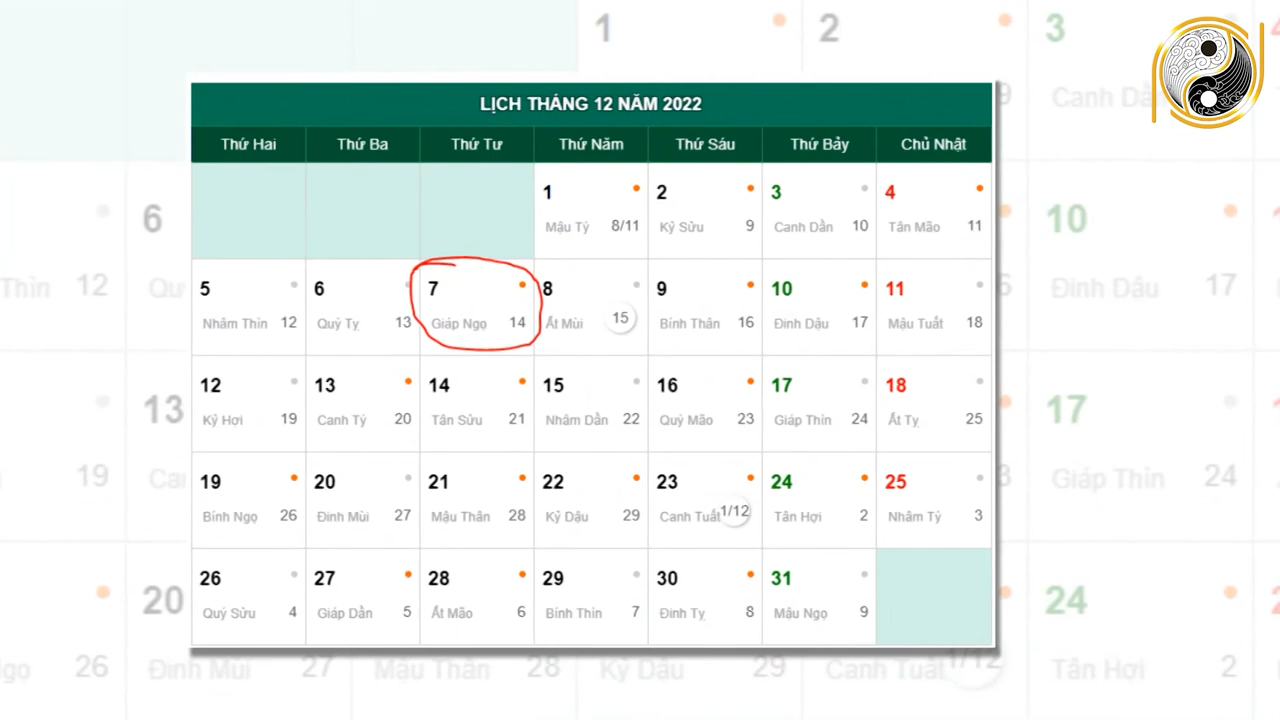 LỊCH THÁNG 12 NĂM 2022
Thứ Hai Thứ Ba Thứ Tư Thứ Năm Thứ Sáu Thứ Bảy Chủ Nhật
1 2 3 4
Mậu Tý 8/11 Kỷ Sửu 9 Canh Dần 10 Tân Mão 11
5 6 7 8 9 10 11
Nhâm Thìn 12 Quý Tỵ 13 Giáp Ngọ 14 Ất Mùi 15 Bính Thân 16 Đinh Dậu 17 Mậu Tuất 18
12 13 14 15 16 17 18
Kỷ Hợi 19 Canh Tý 20 Tân Sửu 21 Nhâm Dần 22 Quý Mão 23 Giáp Thìn 24 Ất Tỵ 25
19 20 21 22 23 24 25
Bính Ngọ 26 Đinh Mùi 27 Mậu Thân 28 Kỷ Dậu 29 Canh Tuất 1/12 Tân Hợi 2 Nhâm Tý 3
26 27 28 29 30 31
Quý Sửu 4 Giáp Dần 5 Ất Mão 6 Bính Thìn 7 Đinh Tỵ 8 Mậu Ngọ 9